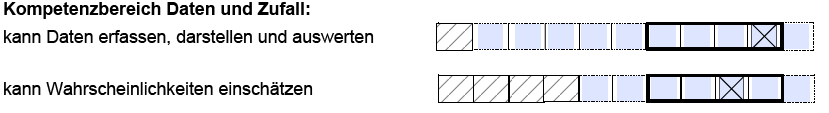 Kompetenzbereich Daten und Zufall:
kann Daten erfassen, darstellen und auswerten
kann Wahrscheinlichkeiten einschätzen